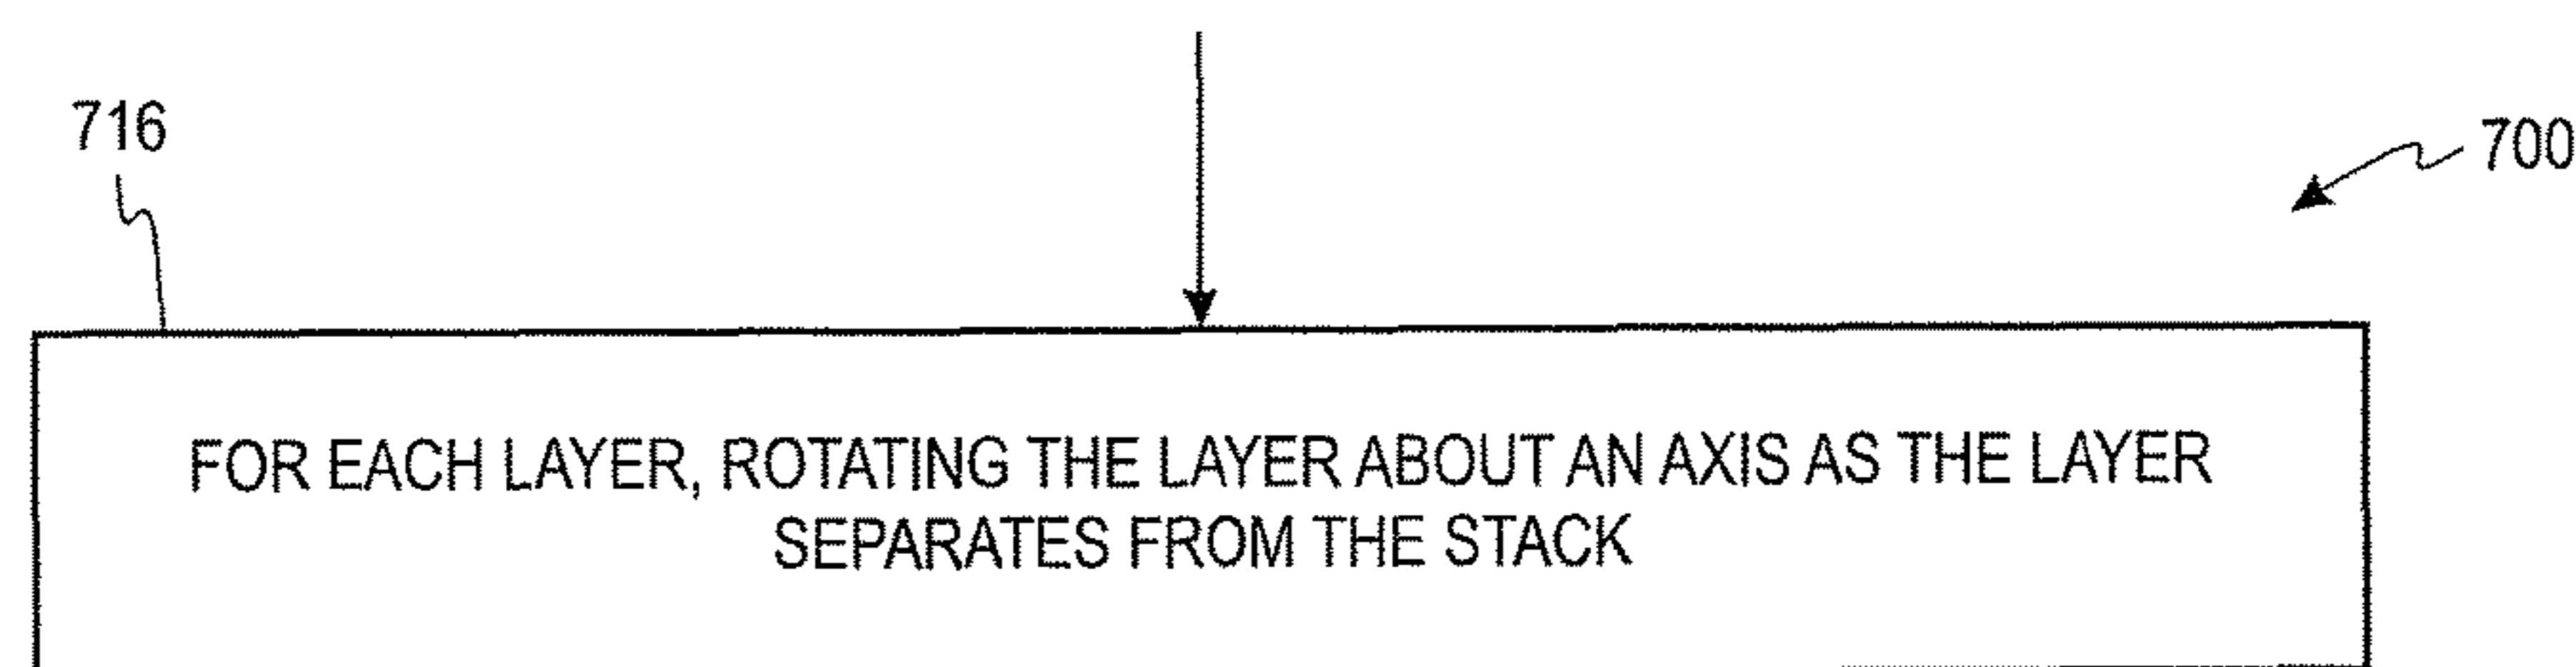 716
700
FOR EACH LAYER, ROTATING THE LAYER ABOUT AN AXIS AS THE LAYER
SEPARATES FROM THE STACK